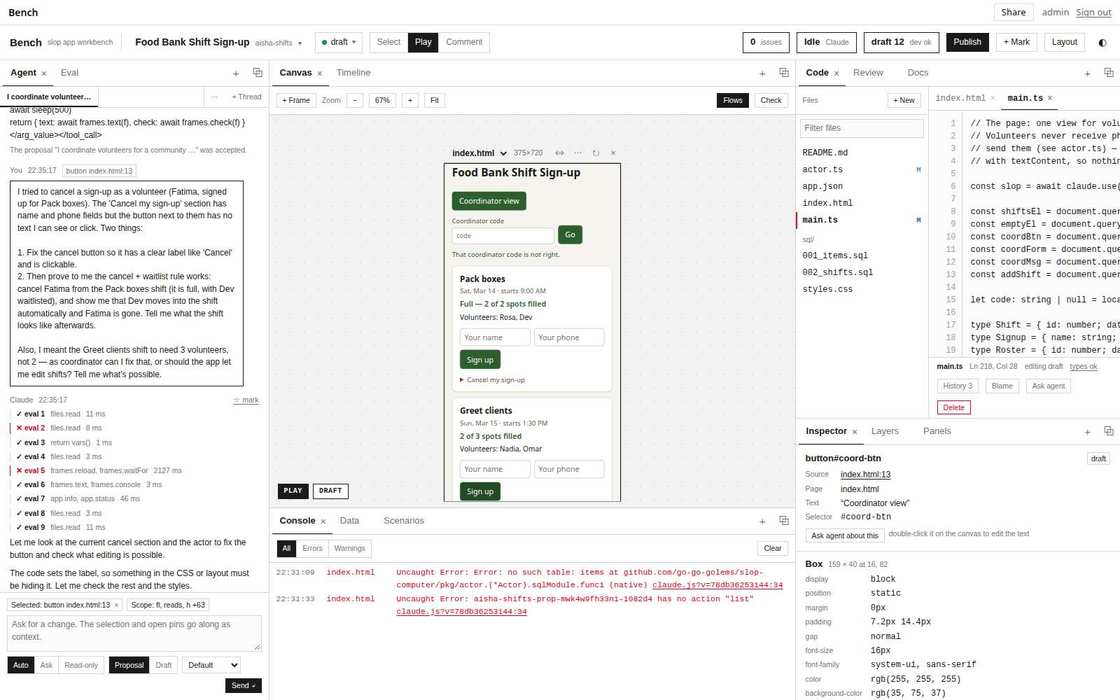 Bench
Share admin Sign out
Bench slop app workbench Food Bank Shift Sign-up aisha-shifts draft Select Play Comment 0 issues Idle Claude draft 12 dev ok Publish + Mark Layout
Agent × Eval +
I coordinate volunteer… ··· + Thread
await sleep(500)
return { text: await frames.text(f), check: await frames.check(f) }
</arg_value></tool_call>
The proposal "I coordinate volunteers for a community …" was accepted.
You 22:35:17 button index.html:13
I tried to cancel a sign-up as a volunteer (Fatima, signed
up for Pack boxes). The 'Cancel my sign-up' section has
name and phone fields but the button next to them has no
text I can see or click. Two things:
1. Fix the cancel button so it has a clear label like 'Cancel'
and is clickable.
2. Then prove to me the cancel + waitlist rule works:
cancel Fatima from the Pack boxes shift (it is full, with Dev
waitlisted), and show me that Dev moves into the shift
automatically and Fatima is gone. Tell me what the shift
looks like afterwards.
Also, I meant the Greet clients shift to need 3 volunteers,
not 2 — as coordinator can I fix that, or should the app let
me edit shifts? Tell me what's possible.
Claude 22:35:17 ☆ mark
✓ eval 1 files.read 11 ms
✕ eval 2 files.read 8 ms
✓ eval 3 return vars() 1 ms
✓ eval 4 files.read 3 ms
✕ eval 5 frames.reload, frames.waitFor 2127 ms
✓ eval 6 frames.text, frames.console 3 ms
✓ eval 7 app.info, app.status 46 ms
✓ eval 8 files.read 3 ms
✓ eval 9 files.read 11 ms
Let me look at the current cancel section and the actor to fix the
button and check what editing is possible.
The code sets the label, so something in the CSS or layout must
be hiding it. Let me check the rest and the styles.
Selected: button index.html:13 × Scope: fl, reads, h +63
Ask for a change. The selection and open pins go along as
context.
Auto Ask Read-only Proposal Draft Default
Send
Canvas × Timeline +
+ Frame Zoom − 67% + Fit Flows Check
index.html 375×720 ··· ×
Food Bank Shift Sign-up
Coordinator view
Coordinator code
code Go
That coordinator code is not right.
Pack boxes
Sat, Mar 14 · starts 9:00 AM
Full — 2 of 2 spots filled
Volunteers: Rosa, Dev
Your name Your phone
Sign up
Cancel my sign-up
Greet clients
Sun, Mar 15 · starts 1:30 PM
2 of 3 spots filled
Volunteers: Nadia, Omar
Your name Your phone
Sign up
PLAY DRAFT
Console × Data Scenarios +
All Errors Warnings Clear
22:31:09 index.html Uncaught Error: Error: no such table: items at github.com/go-go-golems/slop-
computer/pkg/actor.(*Actor).sqlModule.func1 (native) claude.js?v=78db36253144:34
22:31:33 index.html Uncaught Error: aisha-shifts-prop-mwk4w9fh33n1-1082d4 has no action "list"
claude.js?v=78db36253144:34
Code × Review Docs +
Files + New
Filter files
README.md
actor.ts M
app.json
index.html
main.ts M
sql/
001_items.sql
002_shifts.sql
styles.css
index.html × main.ts ×
1 // The page: one view for volu
2 // Volunteers never receive ph
3 // send them (see actor.ts) —
4 // with textContent, so nothin
5
6 const slop = await claude.use(
7
8 const shiftsEl = document.quer
9 const emptyEl = document.query
10 const coordBtn = document.quer
11 const coordForm = document.que
12 const coordMsg = document.quer
13 const addShift = document.quer
14
15 let code: string | null = loca
16
17 type Shift = { id: number; dat
18 type Signup = { name: string;
19 type Roster = { id: number; da
main.ts Ln 218, Col 28 editing draft types ok
History 3 Blame Ask agent
Delete
Inspector × Layers Panels +
button#coord-btn draft
Source index.html:13
Page index.html
Text “Coordinator view”
Selector #coord-btn
Ask agent about this double-click it on the canvas to edit the text
Box 159 × 40 at 16, 82
display block
position static
margin 0px
padding 7.2px 14.4px
gap normal
font-size 16px
font-family system-ui, sans-serif
color rgb(255, 255, 255)
background-color rgb(35, 75, 37)